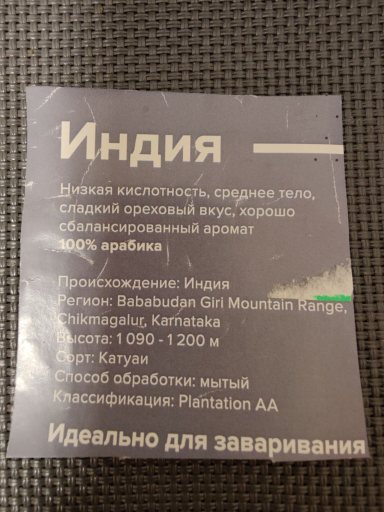 Индия
Низкая кислотность, среднее тело,
сладкий ореховый вкус, хорошо
сбалансированный аромат
100% арабика
Происхождение: Индия
Регион: Bababudan Giri Mountain Range,
Chikmagalur, Karnataka
Высота: 1 090 - 1 200 м
Сорт: Катуаи
Способ обработки: мытый
Классификация: Plantation AA
Идеально для заваривания